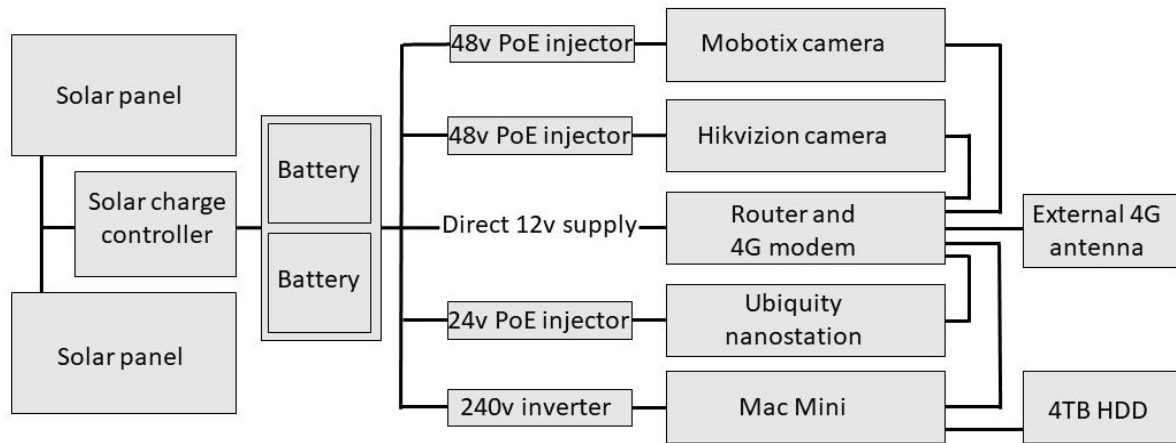 Solar panel
Solar charge
controller
Solar panel
Battery
Battery
48v PoE injector
Mobotix camera
48v PoE injector
Hikvizion camera
Direct 12v supply
Router and
4G modem
External 4G
antenna
24v PoE injector
Ubiquity
nanostation
240v inverter
Mac Mini
4TB HDD